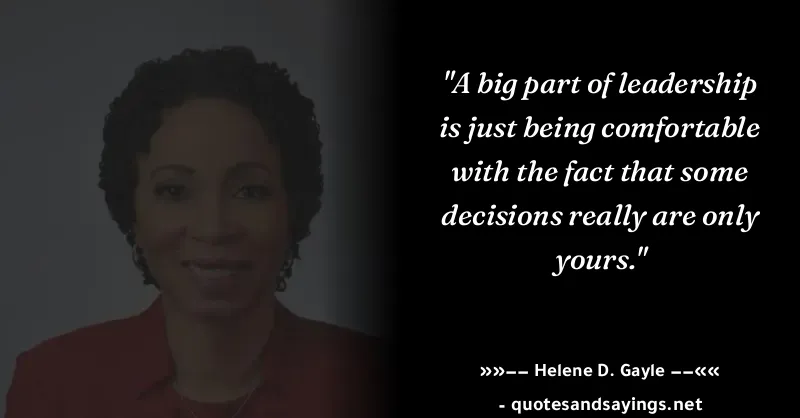 "A big part of leadership
is just being comfortable
with the fact that some
decisions really are only
yours."
»»−− Helene D. Gayle −−««
- quotesandsayings.net